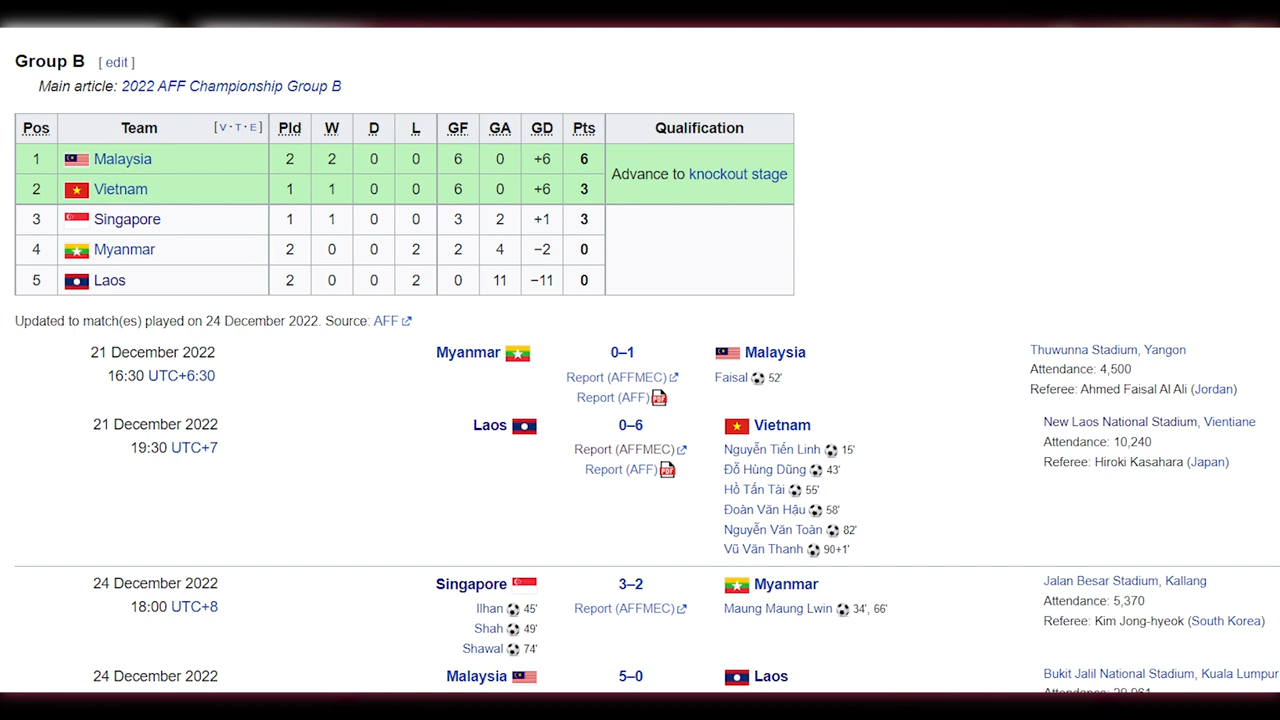 Group B [ edit ]
Main article: 2022 AFF Championship Group B
Pos Team [V·T·E] Pld W D L GF GA GD Pts Qualification
1 Malaysia 2 2 0 0 6 0 +6 6 Advance to knockout stage
2 Vietnam 1 1 0 0 6 0 +6 3
3 Singapore 1 1 0 0 3 2 +1 3
4 Myanmar 2 0 0 2 2 4 −2 0
5 Laos 2 0 0 2 0 11 −11 0
Updated to match(es) played on 24 December 2022. Source: AFF
21 December 2022 Myanmar 0–1 Malaysia Thuwunna Stadium, Yangon
16:30 UTC+6:30 Report (AFFMEC) Faisal 52' Attendance: 4,500
Report (AFF) PDF Referee: Ahmed Faisal Al Ali (Jordan)
21 December 2022 Laos 0–6 Vietnam New Laos National Stadium, Vientiane
19:30 UTC+7 Report (AFFMEC) Nguyễn Tiến Linh 15' Attendance: 10,240
Report (AFF) PDF Đỗ Hùng Dũng 43' Referee: Hiroki Kasahara (Japan)
Hồ Tấn Tài 55'
Đoàn Văn Hậu 58'
Nguyễn Văn Toàn 82'
Vũ Văn Thanh 90+1'
24 December 2022 Singapore 3–2 Myanmar Jalan Besar Stadium, Kallang
18:00 UTC+8 Ilhan 45' Report (AFFMEC) Maung Maung Lwin 34', 66' Attendance: 5,370
Shah 49' Referee: Kim Jong-hyeok (South Korea)
Shawal 74'
24 December 2022 Malaysia 5–0 Laos Bukit Jalil National Stadium, Kuala Lumpur